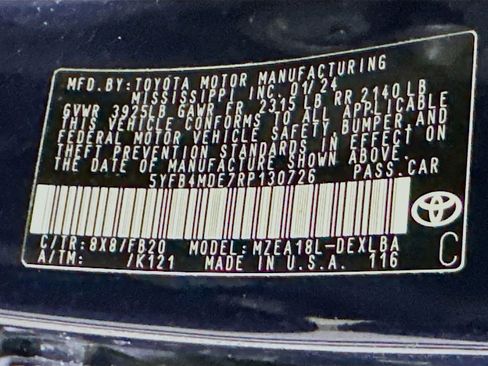 MFD. BY: TOYOTA MOTOR MANUFACTURING
MISSISSIPPI, INC. 01/24
GVWR 3925LB GAWR FR 2315 LB RR 2140 LB
THIS VEHICLE CONFORMS TO ALL APPLICABLE
FEDERAL MOTOR VEHICLE SAFETY, BUMPER AND
THEFT PREVENTION STANDARDS IN EFFECT ON
THE DATE OF MANUFACTURE SHOWN ABOVE.
5YFB4MDE7RP130726 PASS. CAR
C/TR: 8X8/FB20 MODEL: MZEA18L-DEXLBA
A/TM: /K121 MADE IN U.S.A. 116
C